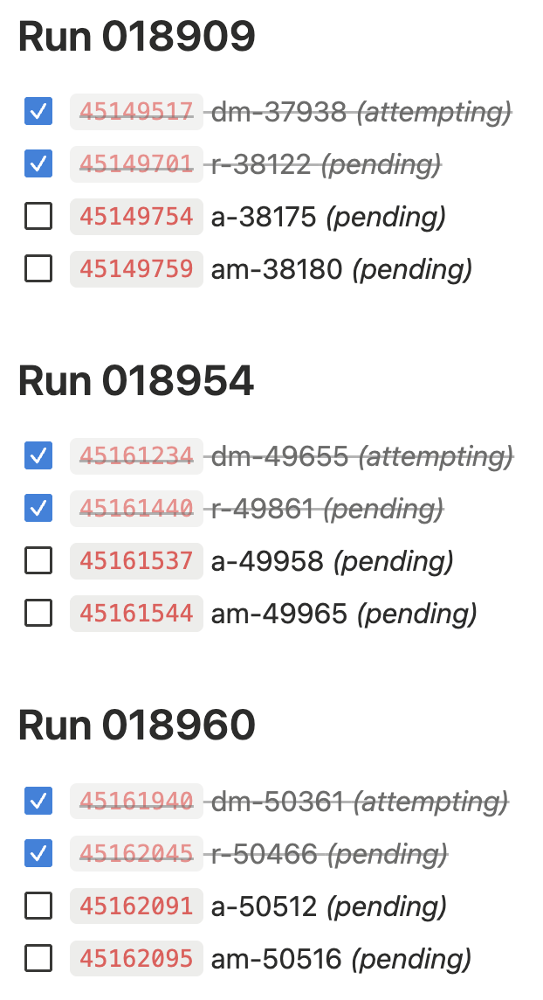 Run 018909
45149517 dm-37938 (attempting)
45149701 r-38122 (pending)
45149754 a-38175 (pending)
45149759 am-38180 (pending)
Run 018954
45161234 dm-49655 (attempting)
45161440 r-49861 (pending)
45161537 a-49958 (pending)
45161544 am-49965 (pending)
Run 018960
45161940 dm-50361 (attempting)
45162045 r-50466 (pending)
45162091 a-50512 (pending)
45162095 am-50516 (pending)